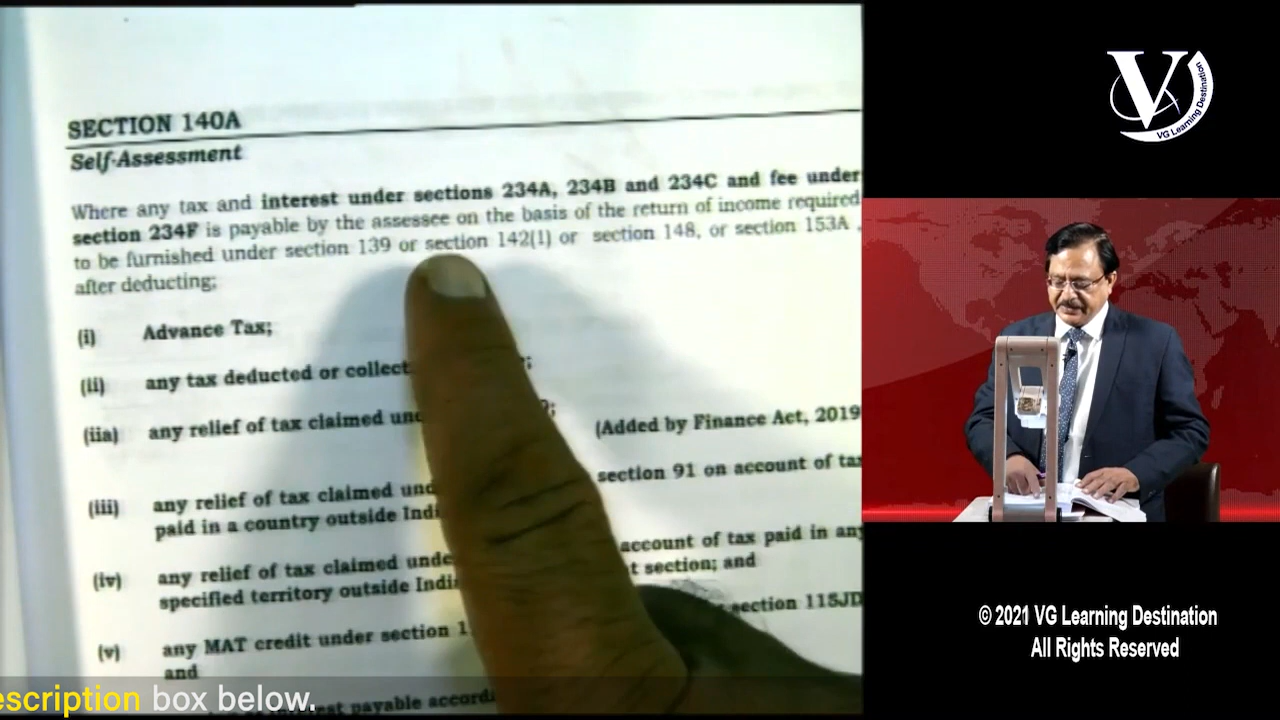 SECTION 140A
Self-Assessment
Where any tax and interest under sections 234A, 234B and 234C and fee under
section 234F is payable by the assessee on the basis of the return of income required
to be furnished under section 139 or section 142(1) or section 148, or section 153A ,
after deducting;
(i) Advance Tax;
(ii) any tax deducted or collect
(iia) any relief of tax claimed
(Added by Finance Act, 2019
(iii) any relief of tax claimed section 91 on account of tax
paid in a country outside
(iv) any relief of tax claimed account of tax paid in any
specified territory outside section; and
(v) any MAT credit under section section 115JD
and
payable
escription box below.
V
VG Learning Destination
© 2021 VG Learning Destination
All Rights Reserved